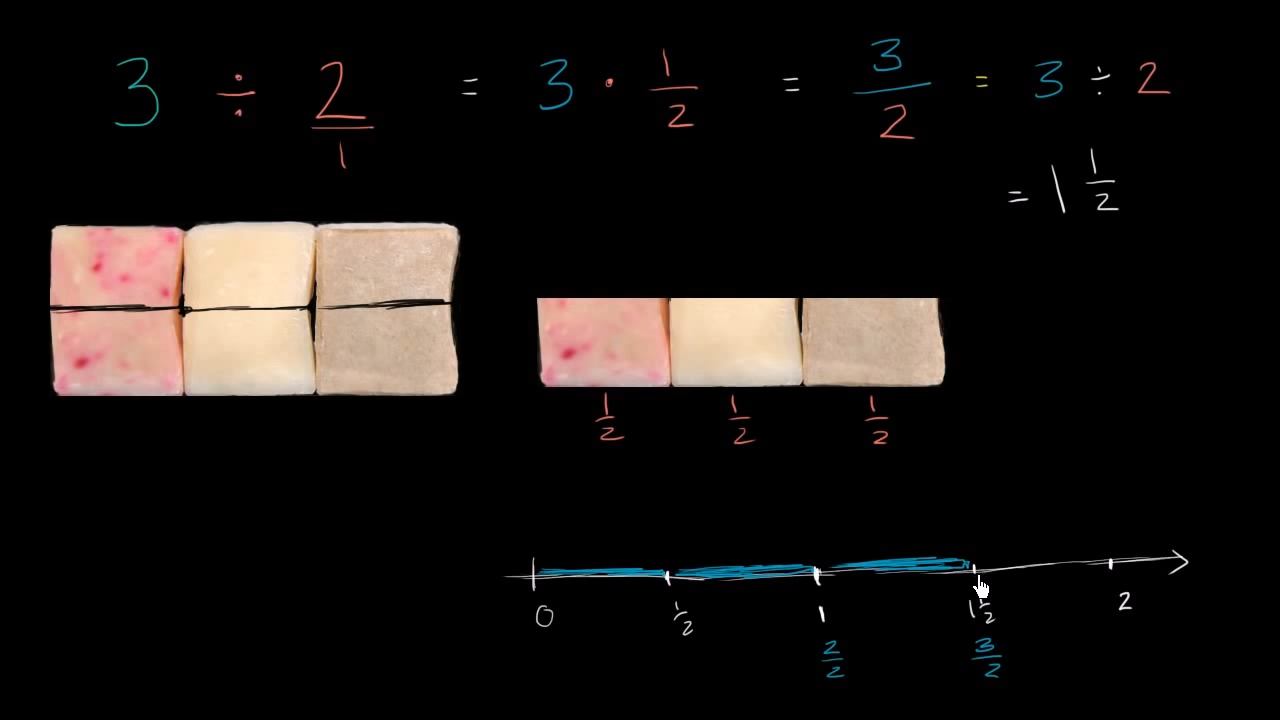 3 ÷ 2/1 = 3 · 1/2 = 3/2 = 3 ÷ 2
= 1 1/2
1/2 1/2 1/2
0 1/2 1 1 1/2 2
2/2 3/2